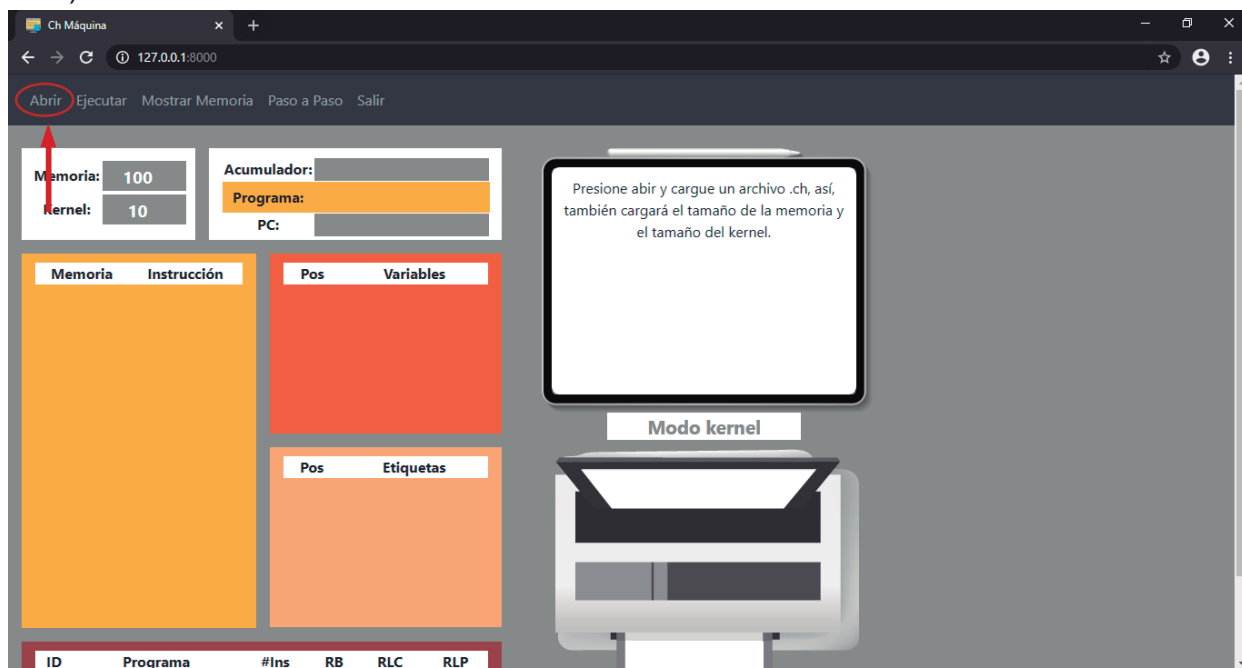 Ch Máquina
127.0.0.1:8000
Abrir Ejecutar Mostrar Memoria Paso a Paso Salir
Memoria: 100
Kernel: 10
Acumulador:
Programa:
PC:
Presione abir y cargue un archivo .ch, así,
también cargará el tamaño de la memoria y
el tamaño del kernel.
Memoria Instrucción
Pos Variables
Modo kernel
Pos Etiquetas
ID Programa #Ins RB RLC RLP